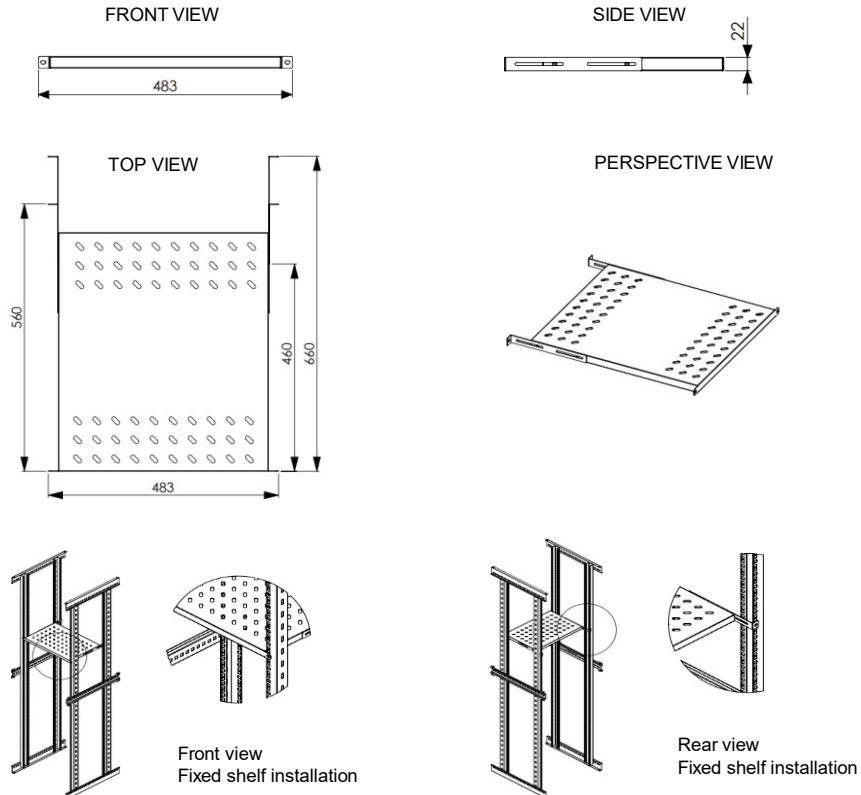 FRONT VIEW
SIDE VIEW
483
22
TOP VIEW
PERSPECTIVE VIEW
560
460
660
483
Front view
Fixed shelf installation
Rear view
Fixed shelf installation